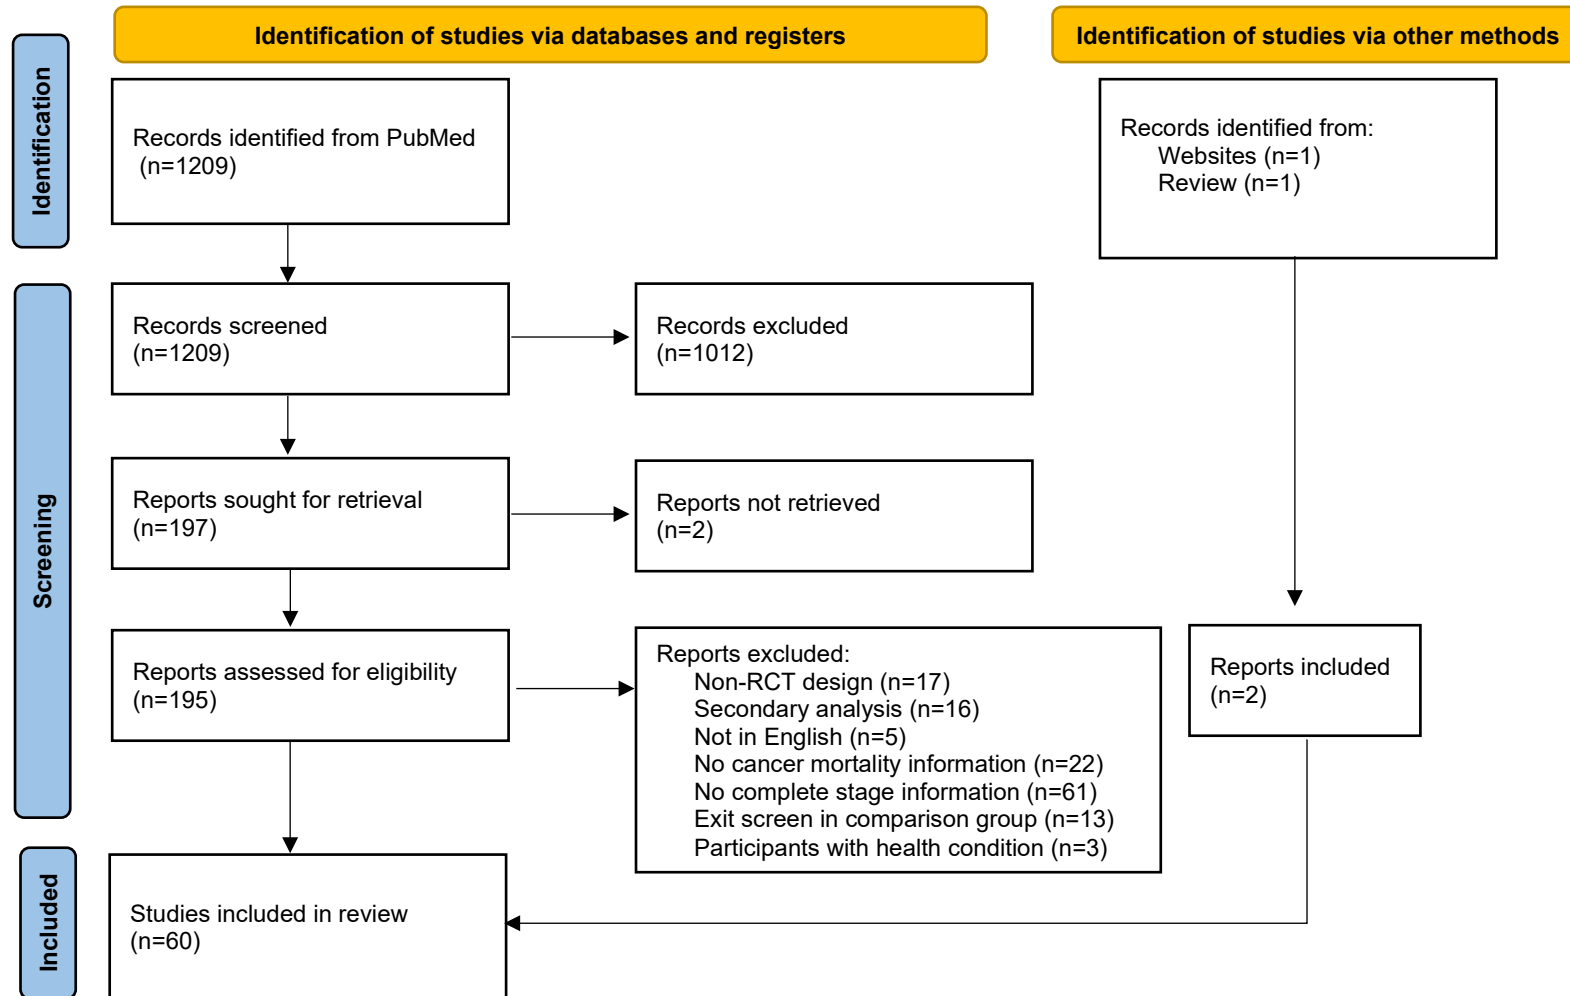 Identification of studies via databases and registers
Identification of studies via other methods
Identification
Records identified from PubMed
(n=1209)
Records identified from:
Websites (n=1)
Review (n=1)
Screening
Records screened
(n=1209)
Records excluded
(n=1012)
Reports sought for retrieval
(n=197)
Reports not retrieved
(n=2)
Reports assessed for eligibility
(n=195)
Reports excluded:
Non-RCT design (n=17)
Secondary analysis (n=16)
Not in English (n=5)
No cancer mortality information (n=22)
No complete stage information (n=61)
Exit screen in comparison group (n=13)
Participants with health condition (n=3)
Reports included
(n=2)
Included
Studies included in review
(n=60)